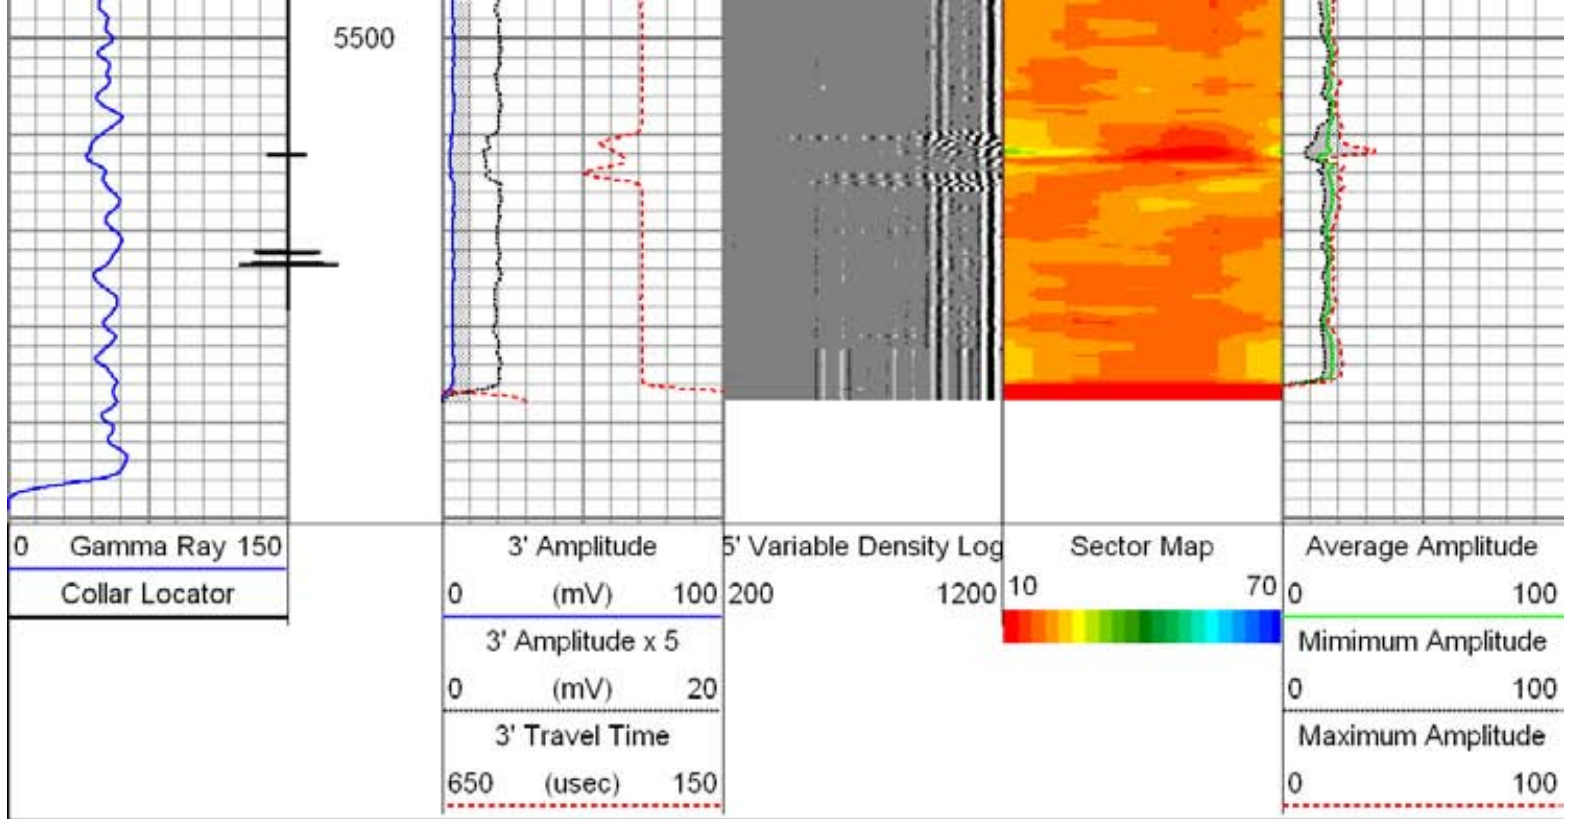 5500
0 Gamma Ray 150
Collar Locator
3' Amplitude
0 (mV) 100
3' Amplitude x 5
0 (mV) 20
3' Travel Time
650 (usec) 150
5' Variable Density Log
200 1200
Sector Map
10 70
Average Amplitude
0 100
Mimimum Amplitude
0 100
Maximum Amplitude
0 100